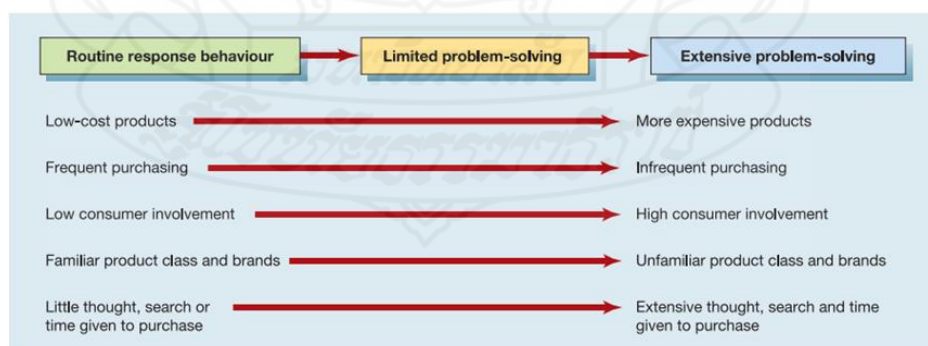 Routine response behaviour
Limited problem-solving
Extensive problem-solving
Low-cost products
More expensive products
Frequent purchasing
Infrequent purchasing
Low consumer involvement
High consumer involvement
Familiar product class and brands
Unfamiliar product class and brands
Little thought, search or
time given to purchase
Extensive thought, search and time
given to purchase